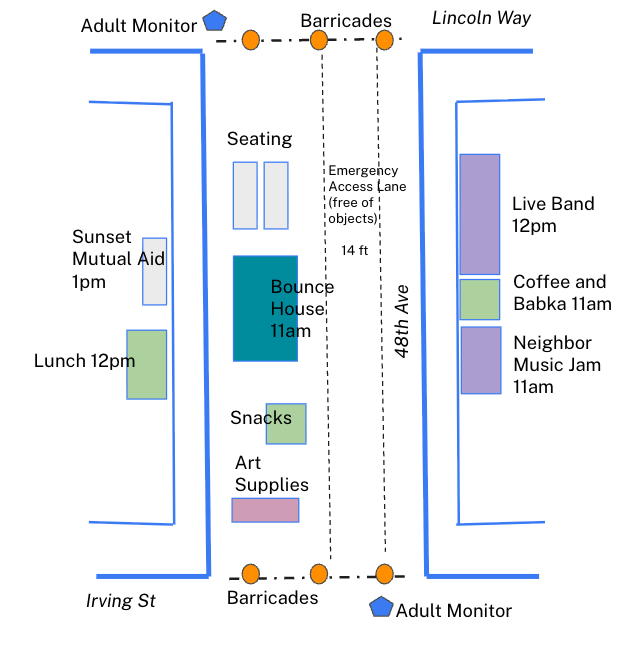 Adult Monitor
Barricades
Lincoln Way
Seating
Emergency
Access Lane
(free of
objects)
14 ft
Live Band
12pm
Sunset
Mutual Aid
1pm
Coffee and
Babka 11am
Bounce
House
11am
48th Ave
Neighbor
Music Jam
11am
Lunch 12pm
Snacks
Art
Supplies
Irving St
Barricades
Adult Monitor